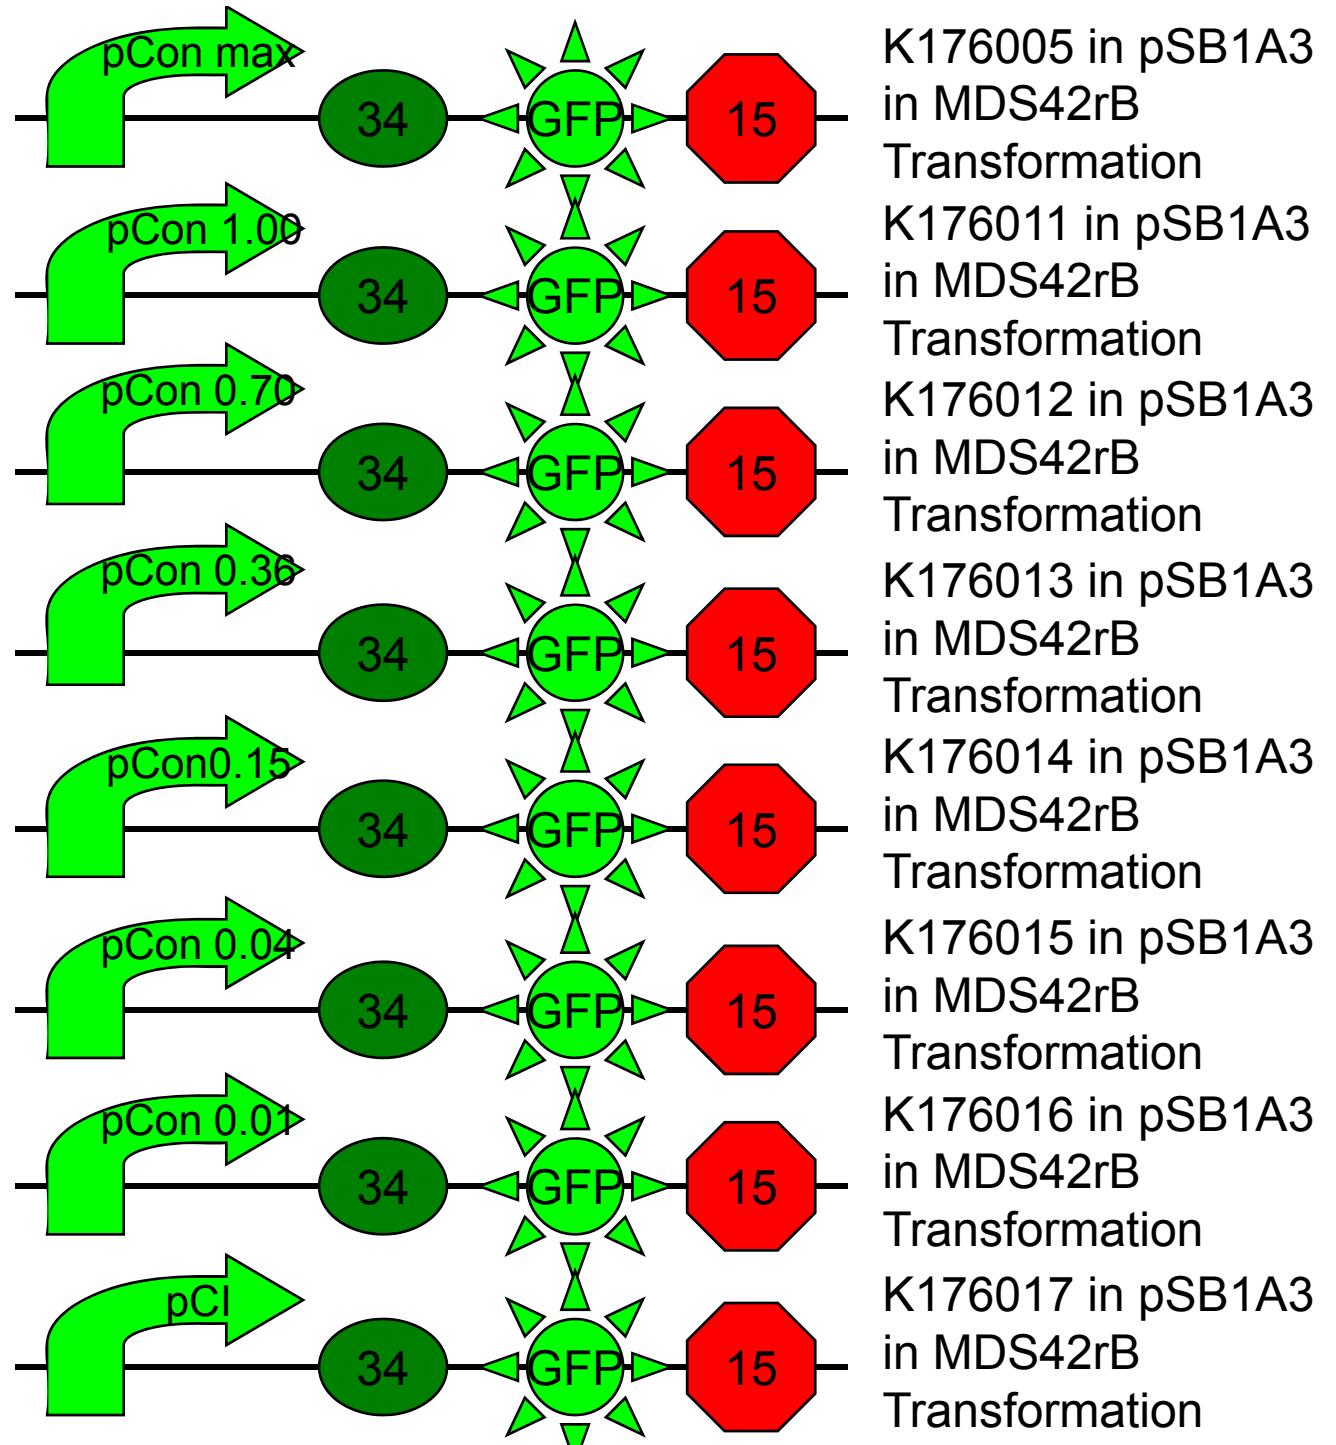 pCon max
34
GFP
15
K176005 in pSB1A3
in MDS42rB
Transformation
pCon 1.00
34
GFP
15
K176011 in pSB1A3
in MDS42rB
Transformation
pCon 0.70
34
GFP
15
K176012 in pSB1A3
in MDS42rB
Transformation
pCon 0.36
34
GFP
15
K176013 in pSB1A3
in MDS42rB
Transformation
pCon0.15
34
GFP
15
K176014 in pSB1A3
in MDS42rB
Transformation
pCon 0.04
34
GFP
15
K176015 in pSB1A3
in MDS42rB
Transformation
pCon 0.01
34
GFP
15
K176016 in pSB1A3
in MDS42rB
Transformation
pCI
34
GFP
15
K176017 in pSB1A3
in MDS42rB
Transformation